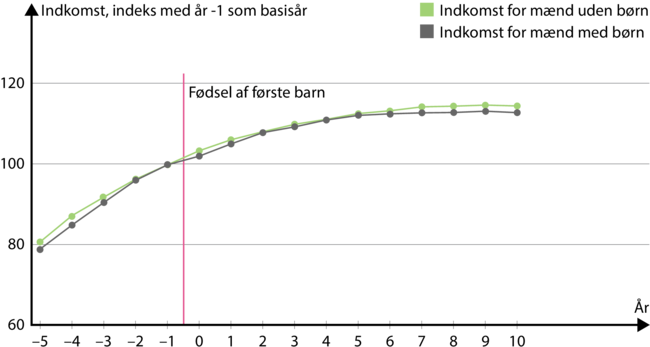 Indkomst, indeks med år -1 som basisår
Indkomst for mænd uden børn
Indkomst for mænd med børn
120
Fødsel af første barn
100
80
År
60
–5 –4 –3 –2 –1 0 1 2 3 4 5 6 7 8 9 10